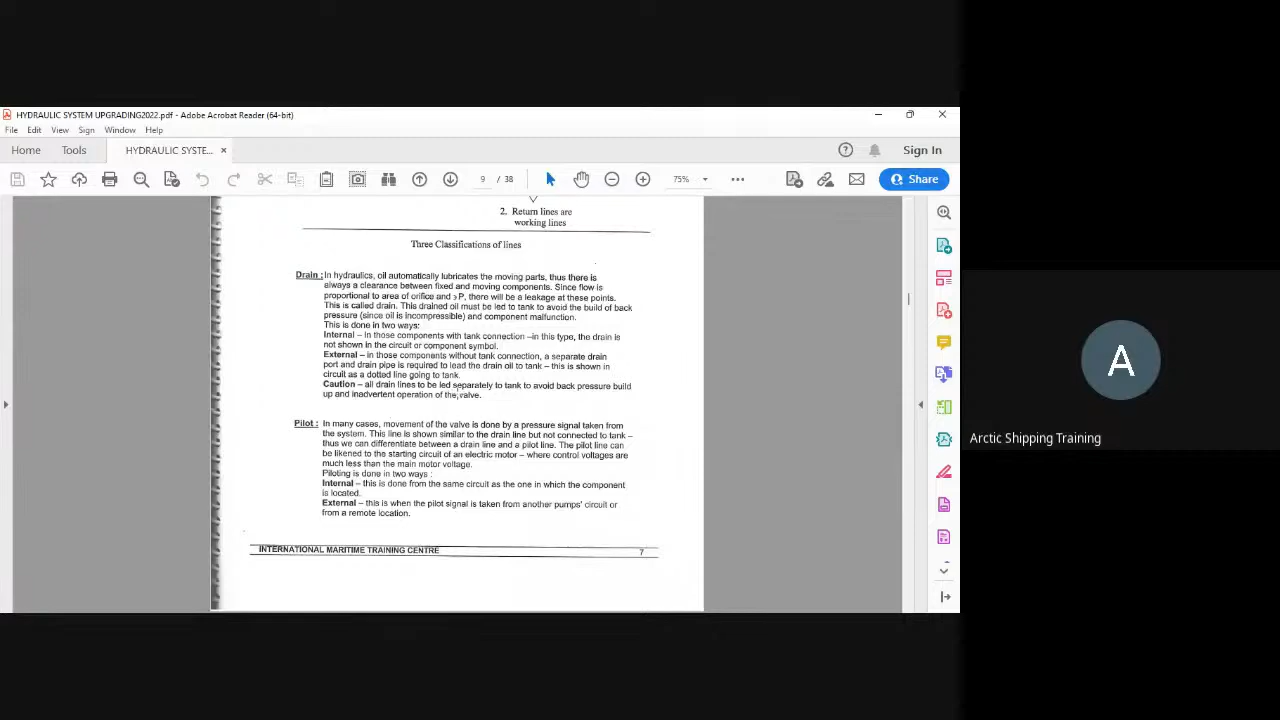 HYDRAULIC SYSTEM UPGRADING2022.pdf - Adobe Acrobat Reader (64-bit)
File Edit View Sign Window Help
Home Tools HYDRAULIC SYSTE... × Sign In
9 / 38 75% Share
2. Return lines are
working lines
Three Classifications of lines
Drain : In hydraulics, oil automatically lubricates the moving parts, thus there is
always a clearance between fixed and moving components. Since flow is
proportional to area of orifice and P, there will be a leakage at these points.
This is called drain. This drained oil must be led to tank to avoid the build of back
pressure (since oil is incompressible) and component malfunction.
This is done in two ways:
Internal – In those components with tank connection –in this type, the drain is
not shown in the circuit or component symbol.
External – in those components without tank connection, a separate drain
port and drain pipe is required to lead the drain oil to tank – this is shown in
circuit as a dotted line going to tank.
Caution – all drain lines to be led separately to tank to avoid back pressure build
up and inadvertent operation of the valve.
Pilot : In many cases, movement of the valve is done by a pressure signal taken from
the system. This line is shown similar to the drain line but not connected to tank –
thus we can differentiate between a drain line and a pilot line. The pilot line can
be likened to the starting circuit of an electric motor – where control voltages are
much less than the main motor voltage.
Piloting is done in two ways :
Internal – this is done from the same circuit as the one in which the component
is located.
External – this is when the pilot signal is taken from another pumps' circuit or
from a remote location.
INTERNATIONAL MARITIME TRAINING CENTRE 7
A
Arctic Shipping Training